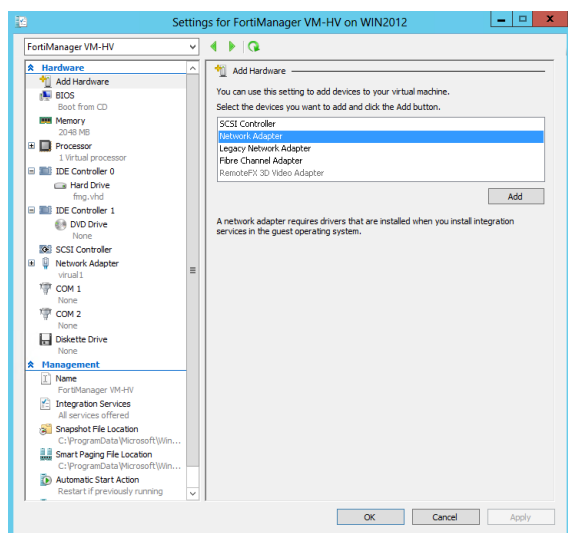 Settings for FortiManager VM-HV on WIN2012
FortiManager VM-HV
Hardware
Add Hardware
BIOS
Boot from CD
Memory
2048 MB
Processor
1 Virtual processor
IDE Controller 0
Hard Drive
fmg.vhd
IDE Controller 1
DVD Drive
None
SCSI Controller
Network Adapter
virual1
COM 1
None
COM 2
None
Diskette Drive
None
Management
Name
FortiManager VM-HV
Integration Services
All services offered
Snapshot File Location
C:\ProgramData\Microsoft\Win...
Smart Paging File Location
C:\ProgramData\Microsoft\Win...
Automatic Start Action
Restart if previously running
Add Hardware
You can use this setting to add devices to your virtual machine.
Select the devices you want to add and click the Add button.
SCSI Controller
Network Adapter
Legacy Network Adapter
Fibre Channel Adapter
RemoteFX 3D Video Adapter
Add
A network adapter requires drivers that are installed when you install integration
services in the guest operating system.
OK
Cancel
Apply